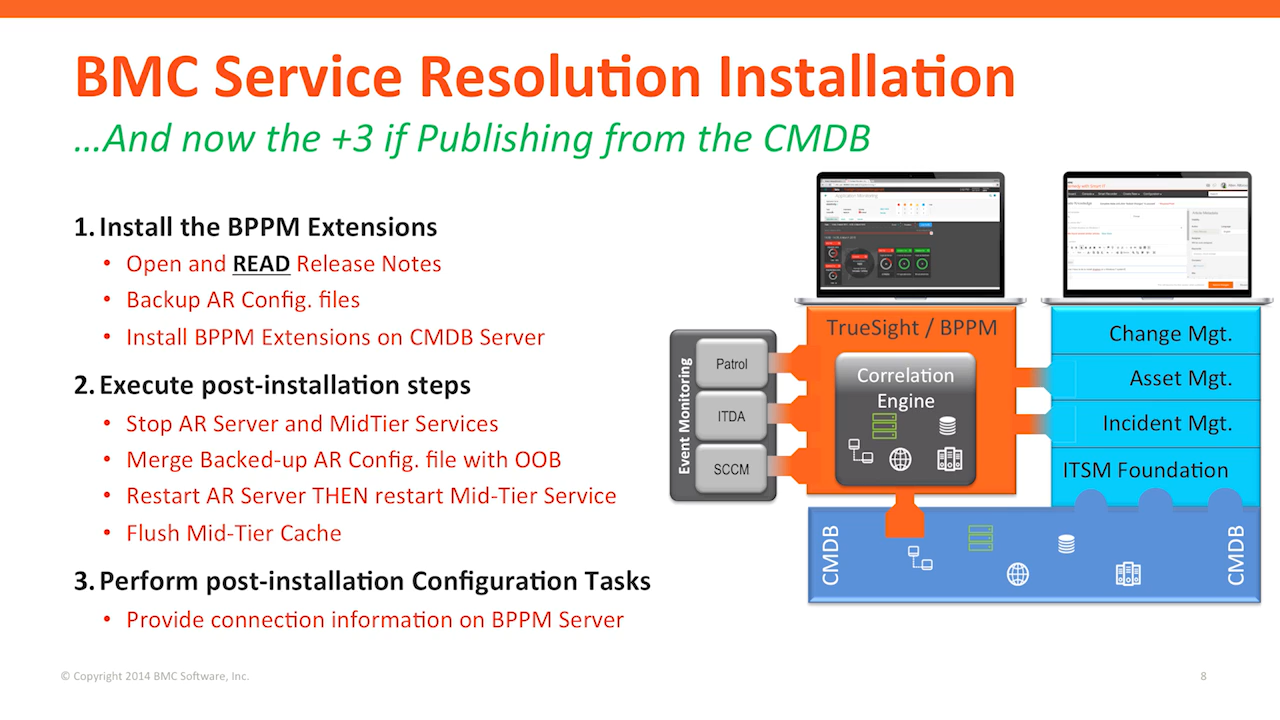 BMC Service Resolution Installation
...And now the +3 if Publishing from the CMDB
1. Install the BPPM Extensions
• Open and READ Release Notes
• Backup AR Config. files
• Install BPPM Extensions on CMDB Server
2. Execute post-installation steps
• Stop AR Server and MidTier Services
• Merge Backed-up AR Config. file with OOB
• Restart AR Server THEN restart Mid-Tier Service
• Flush Mid-Tier Cache
3. Perform post-installation Configuration Tasks
• Provide connection information on BPPM Server
Event Monitoring
Patrol
ITDA
SCCM
TrueSight / BPPM
Correlation
Engine
Change Mgt.
Asset Mgt.
Incident Mgt.
ITSM Foundation
CMDB
CMDB
© Copyright 2014 BMC Software, Inc.
8